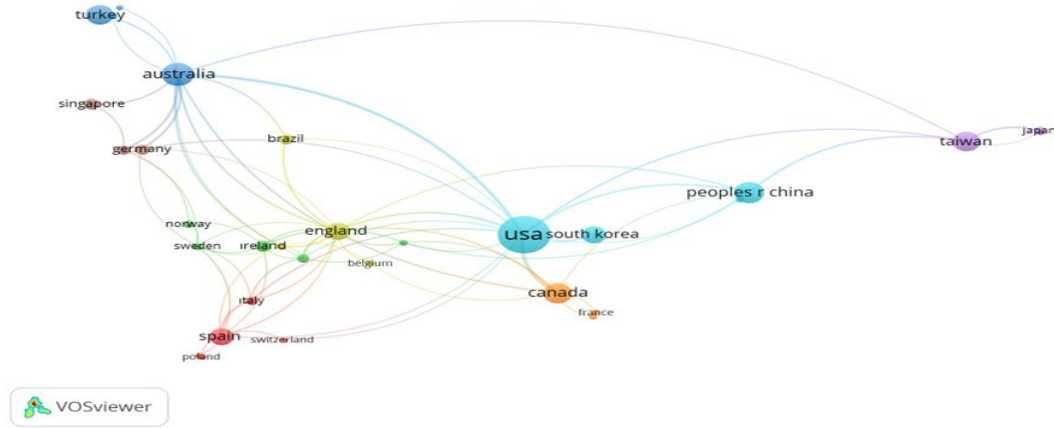 turkey
australia
singapore
brazil
germany
taiwan
japan
peoples r china
norway
england
usa
south korea
sweden
ireland
belgium
canada
italy
france
spain
switzerland
poland
VOSviewer